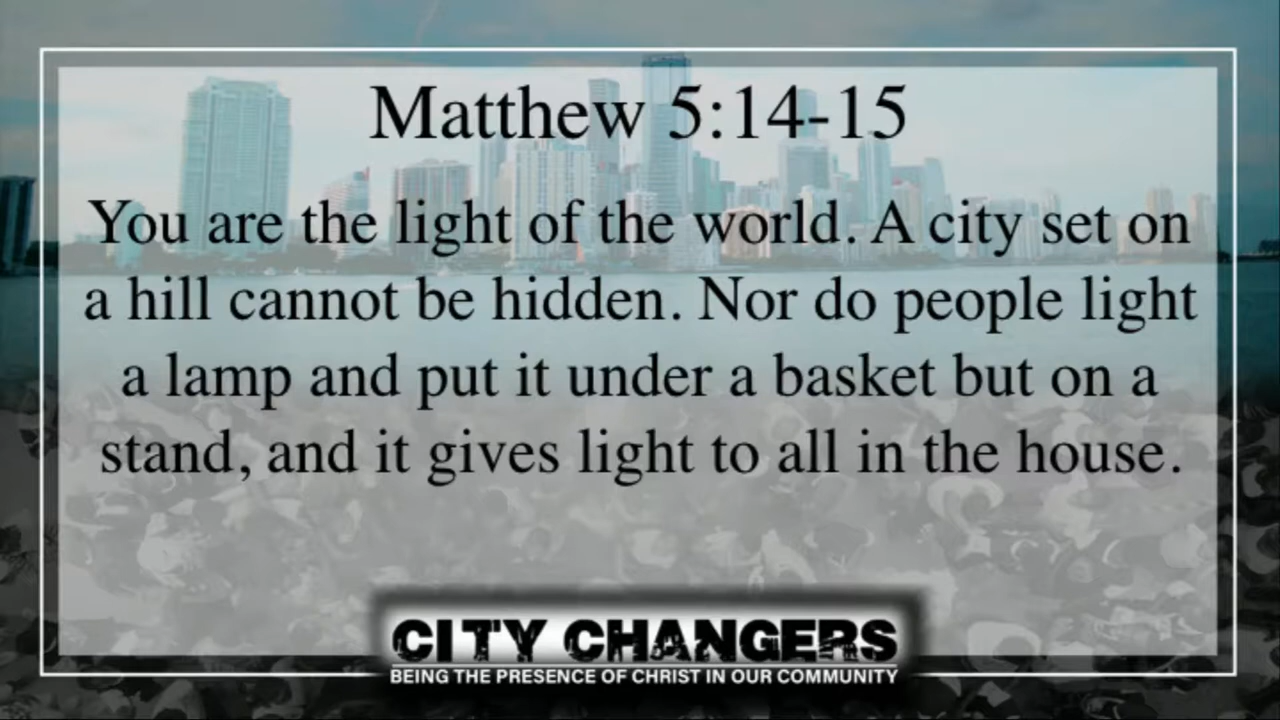 Matthew 5:14-15
You are the light of the world. A city set on
a hill cannot be hidden. Nor do people light
a lamp and put it under a basket but on a
stand, and it gives light to all in the house.
CITY CHANGERS
BEING THE PRESENCE OF CHRIST IN OUR COMMUNITY